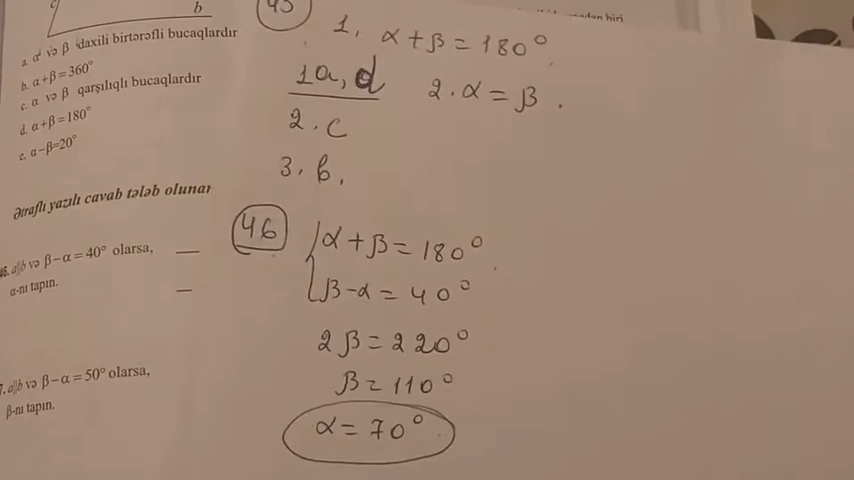 c
b
a. α və β daxili birtərəfli bucaqlardır
b. α+β=360°
c. α və β qarşılıqlı bucaqlardır
d. α+β=180°
e. α−β=20°
Ətraflı yazılı cavab tələb olunan
46. a||b və β−α=40° olarsa,
α-nı tapın.
7. a||b və β−α=50° olarsa,
β-nı tapın.
biri
45
1. α+β=180°
1a, d
2. α=β.
2. c
3. b.
46
α+β=180°
β-α=40°
2β=220°
β=110°
α=70°